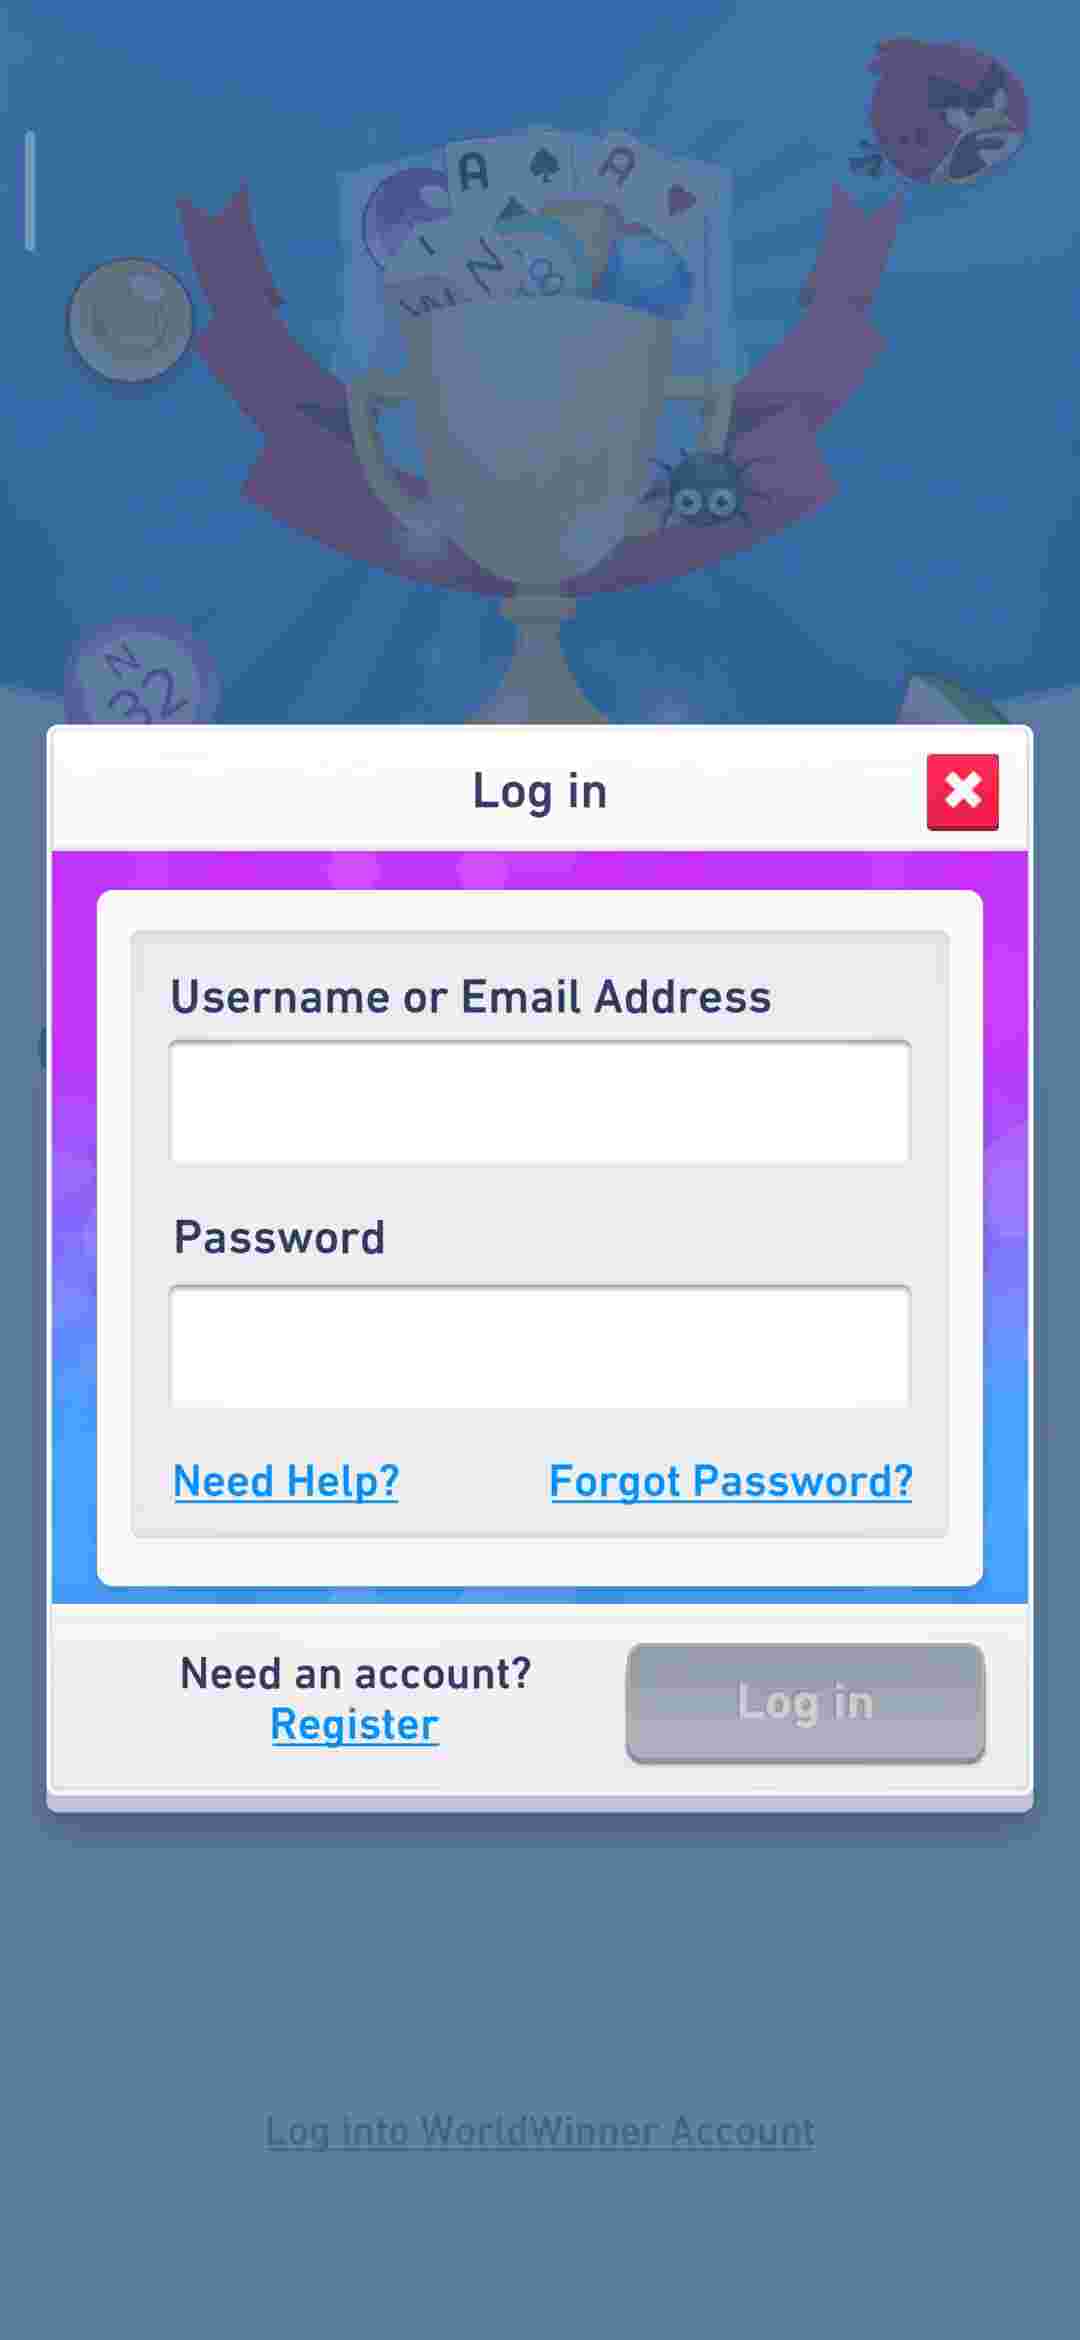 A A
I
N 8
N
32
Log in
Username or Email Address
Password
Need Help? Forgot Password?
Need an account?
Register
Log in
Log into WorldWinner Account